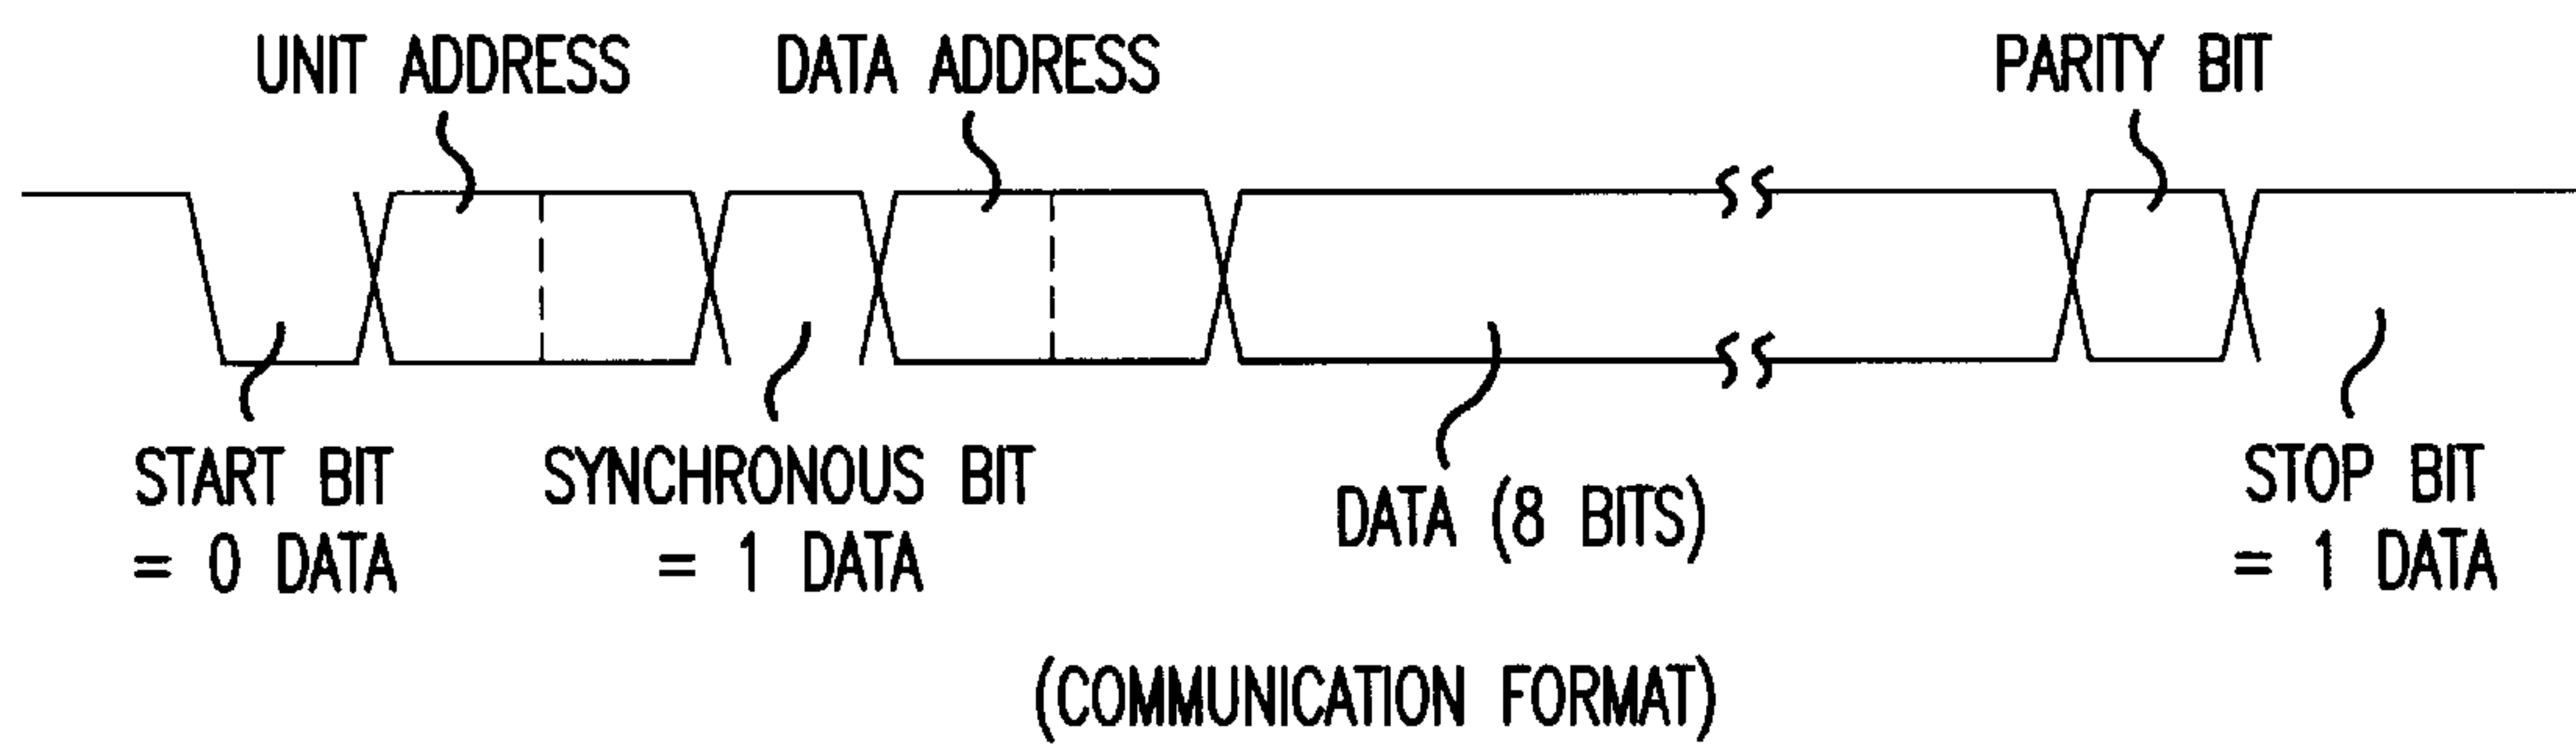 UNIT ADDRESS
DATA ADDRESS
PARITY BIT
START BIT
= 0 DATA
SYNCHRONOUS BIT
= 1 DATA
DATA (8 BITS)
STOP BIT
= 1 DATA
(COMMUNICATION FORMAT)